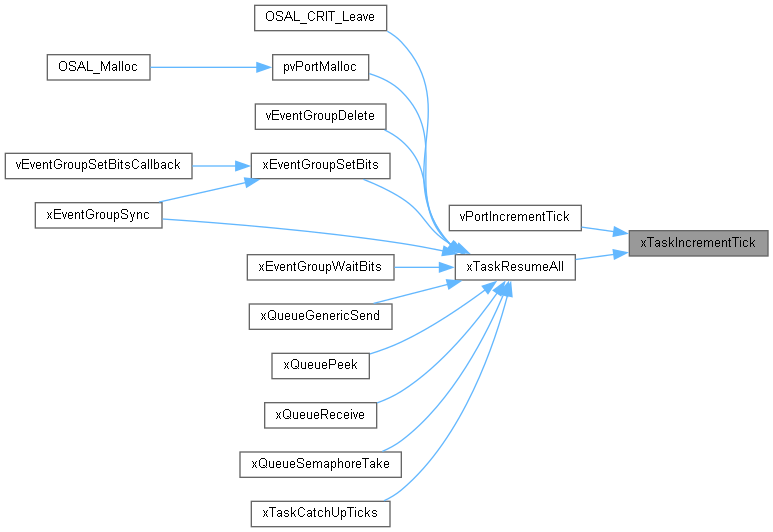 OSAL_CRIT_Leave
OSAL_Malloc
pvPortMalloc
vEventGroupDelete
vEventGroupSetBitsCallback
xEventGroupSetBits
xEventGroupSync
vPortIncrementTick
xTaskIncrementTick
xEventGroupWaitBits
xTaskResumeAll
xQueueGenericSend
xQueuePeek
xQueueReceive
xQueueSemaphoreTake
xTaskCatchUpTicks